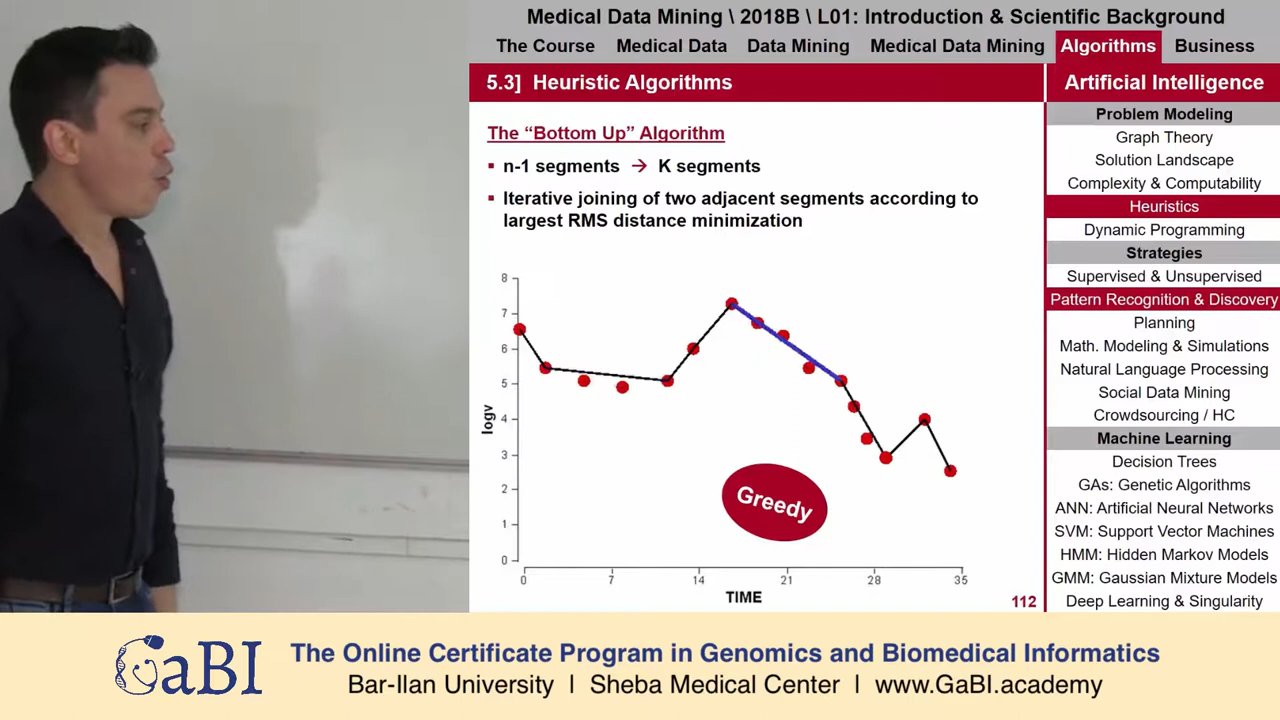 Medical Data Mining \ 2018B \ L01: Introduction & Scientific Background
The Course Medical Data Data Mining Medical Data Mining Algorithms Business
5.3] Heuristic Algorithms
The “Bottom Up” Algorithm
▪ n-1 segments → K segments
▪ Iterative joining of two adjacent segments according to
largest RMS distance minimization
8
7
6
5
4
3
2
1
0
logv
0 7 14 21 28 35
TIME
Greedy
112
Artificial Intelligence
Problem Modeling
Graph Theory
Solution Landscape
Complexity & Computability
Heuristics
Dynamic Programming
Strategies
Supervised & Unsupervised
Pattern Recognition & Discovery
Planning
Math. Modeling & Simulations
Natural Language Processing
Social Data Mining
Crowdsourcing / HC
Machine Learning
Decision Trees
GAs: Genetic Algorithms
ANN: Artificial Neural Networks
SVM: Support Vector Machines
HMM: Hidden Markov Models
GMM: Gaussian Mixture Models
Deep Learning & Singularity
GaBI
The Online Certificate Program in Genomics and Biomedical Informatics
Bar-Ilan University | Sheba Medical Center | www.GaBI.academy